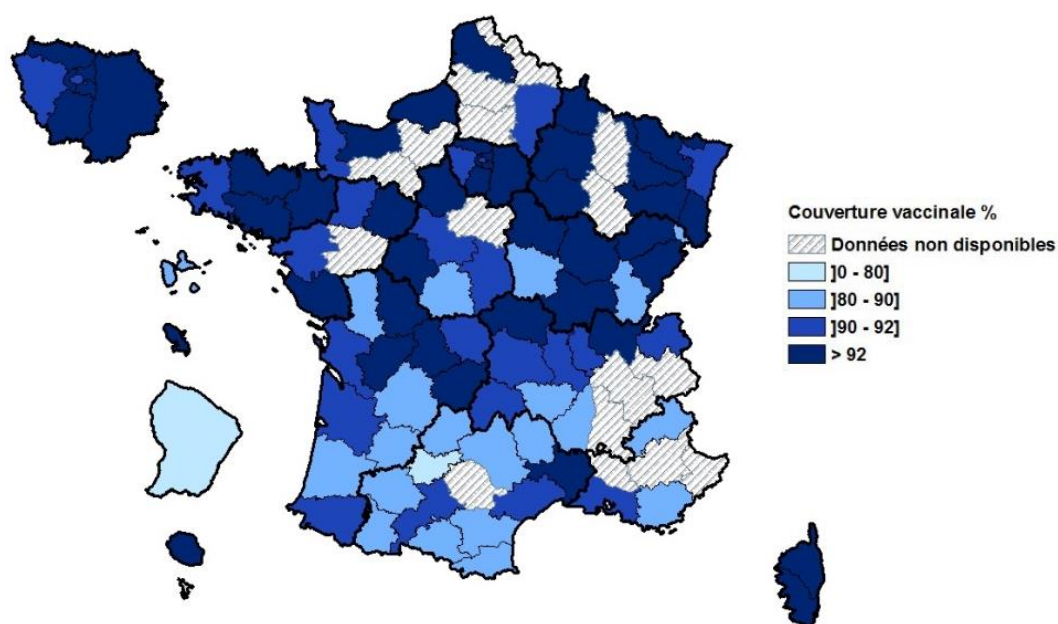 Couverture vaccinale %
Données non disponibles
]0 - 80]
]80 - 90]
]90 - 92]
> 92